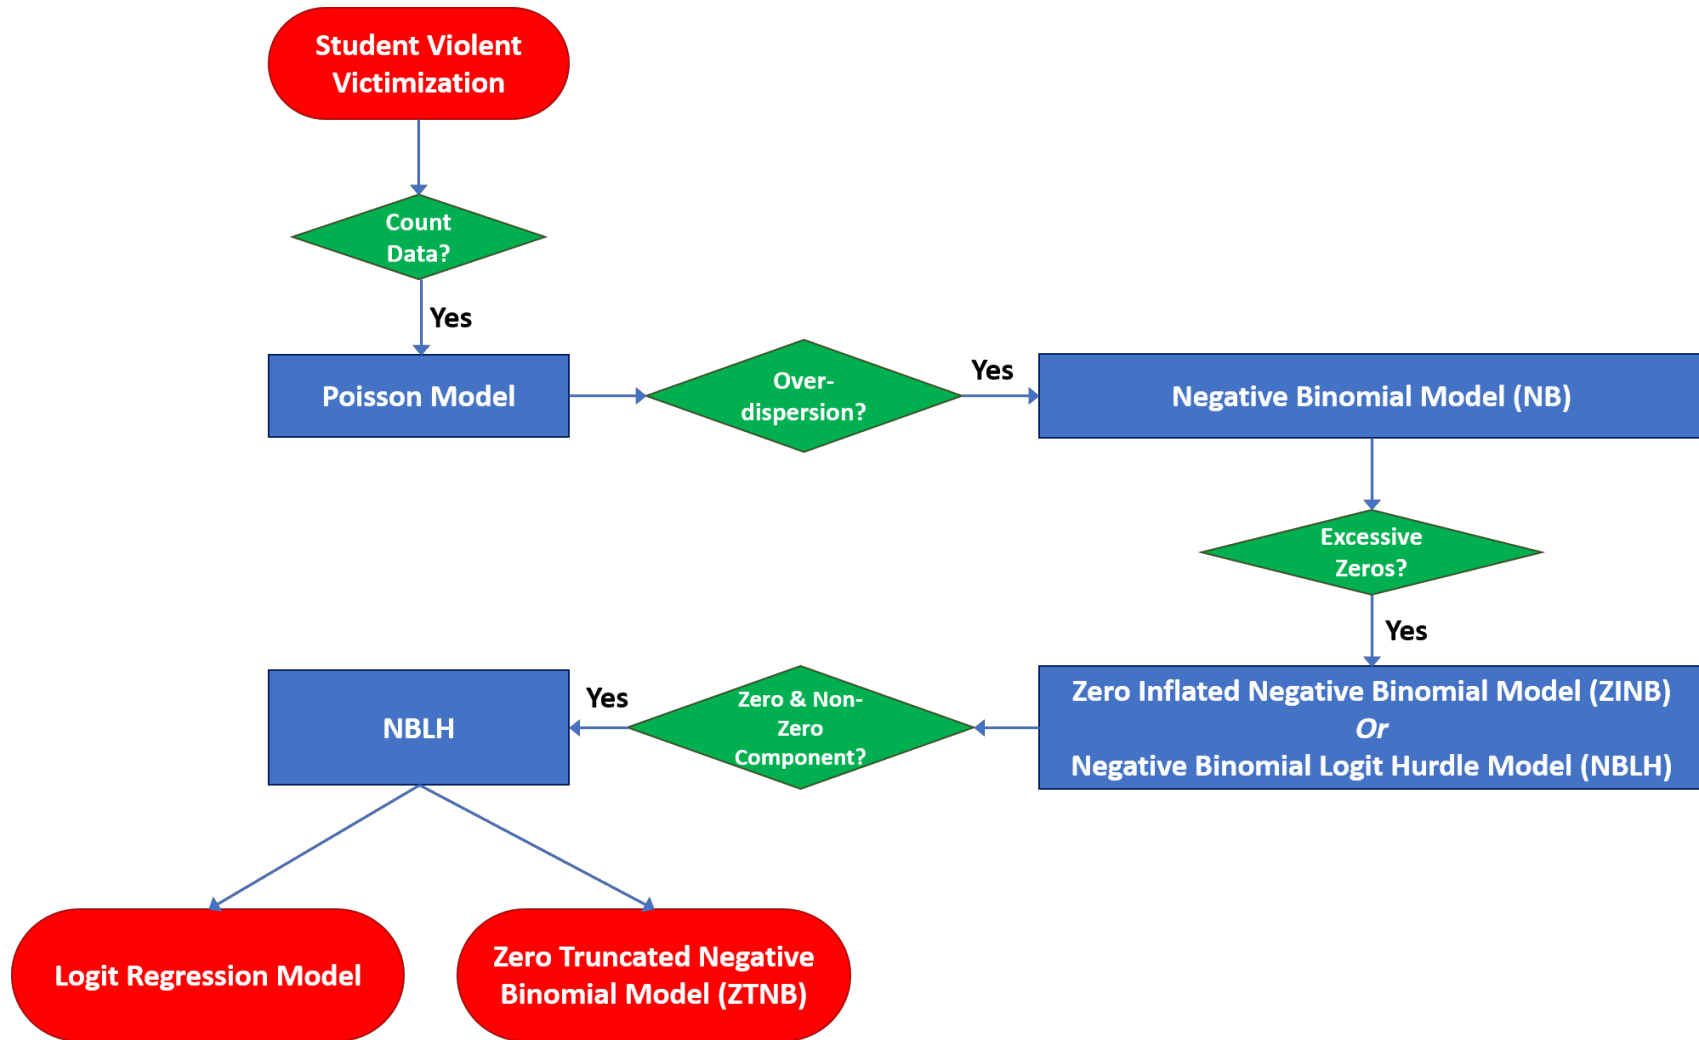 Student Violent
Victimization
Count
Data?
Yes
Poisson Model
Over-
dispersion?
Yes
Negative Binomial Model (NB)
Excessive
Zeros?
Yes
Zero Inflated Negative Binomial Model (ZINB)
Or
Negative Binomial Logit Hurdle Model (NBLH)
Zero & Non-
Zero
Component?
Yes
NBLH
Logit Regression Model
Zero Truncated Negative
Binomial Model (ZTNB)